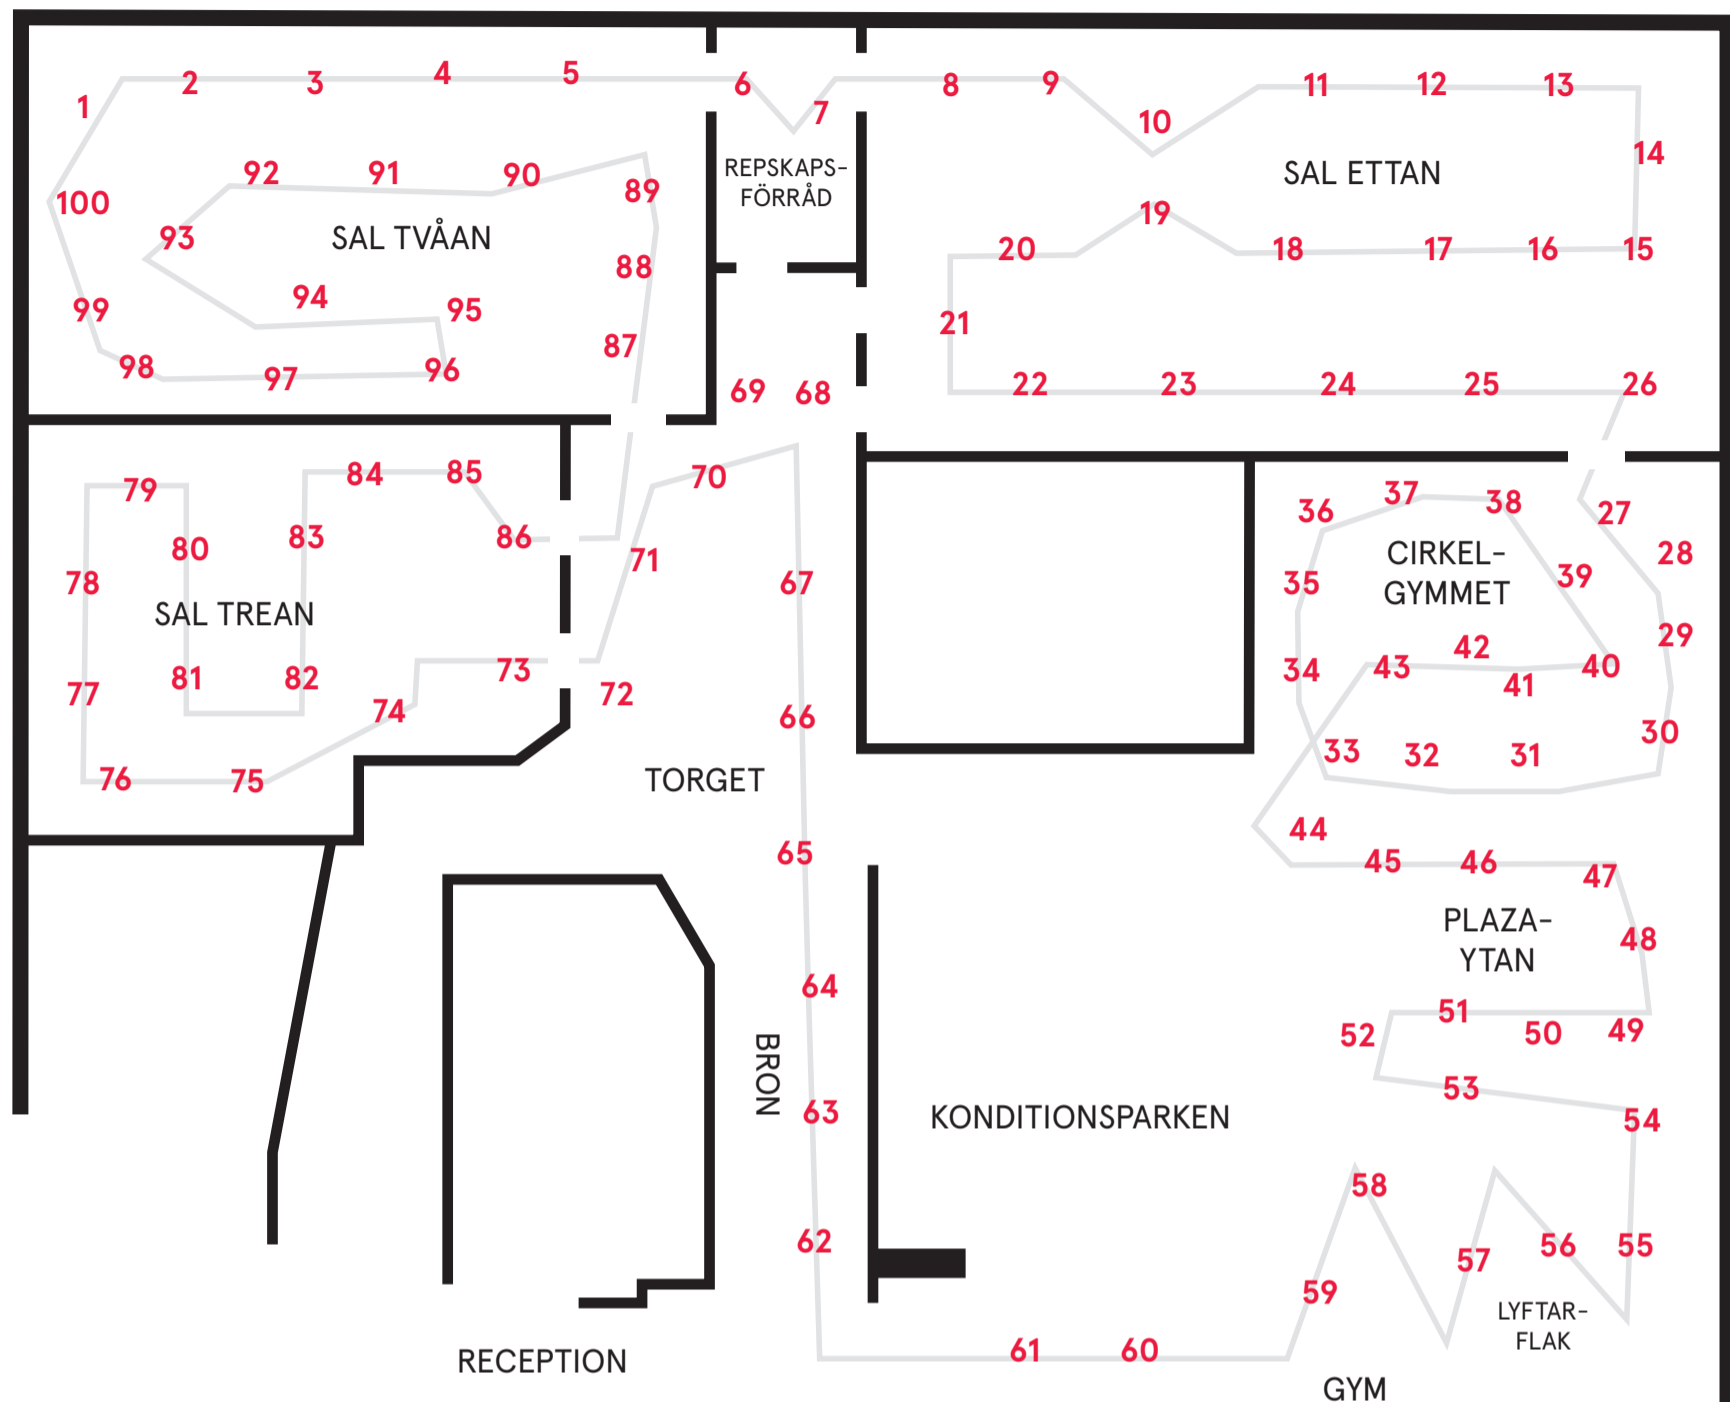 1 2 3 4 5 6 7 8 9 10 11 12 13
14
REPSKAPS-
FÖRRÅD
SAL ETTAN
92 91 90 89
100 93 SAL TVÅAN 88
19 20 18 17 16 15
99 94 95 87 21
98 97 96 69 68 22 23 24 25 26
79 84 85 70 36 37 38 27
80 83 86 71 28
CIRKEL-
GYMMET
78 67 35 39
SAL TREAN
29
77 81 82 73 72 34 43 42 41 40
74 66 33 32 31 30
76 75 TORGET
65 44 45 46 47
PLAZA-
YTAN
48
64 51 52 50 49
BRON
63 KONDITIONSPARKEN 53 54
58
62 59 57 56 55
LYFTAR-
FLAK
RECEPTION 61 60
GYM